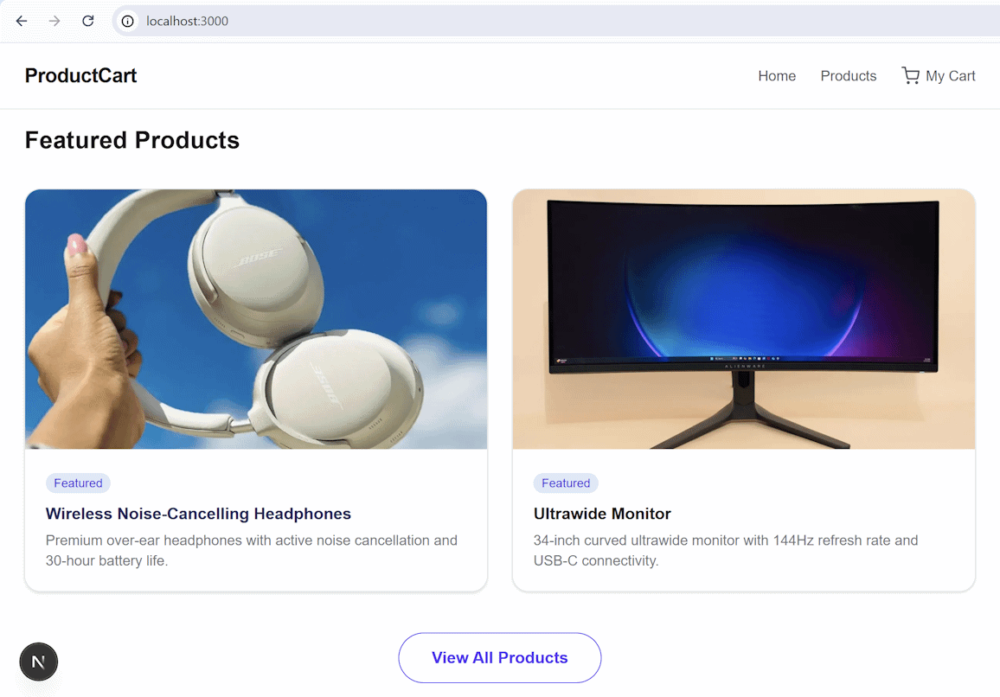 localhost:3000
ProductCart
Home
Products
My Cart
Featured Products
BOSE
BOSE
ALIENWARE
Featured
Wireless Noise-Cancelling Headphones
Premium over-ear headphones with active noise cancellation and
30-hour battery life.
Featured
Ultrawide Monitor
34-inch curved ultrawide monitor with 144Hz refresh rate and
USB-C connectivity.
N
View All Products